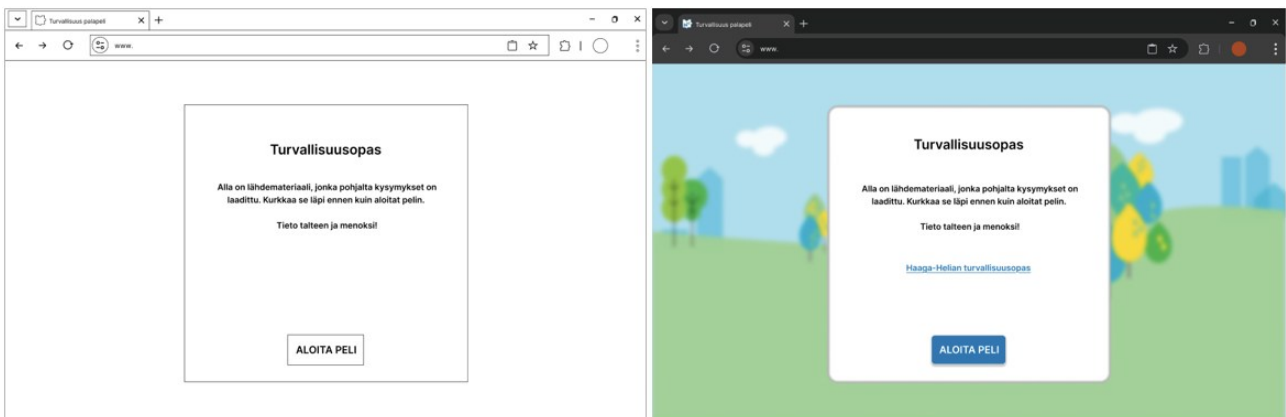 Turvallisuus palapeli
www.
Turvallisuusopas
Alla on lähdemateriaali, jonka pohjalta kysymykset on
laadittu. Kurkkaa se läpi ennen kuin aloitat pelin.
Tieto talteen ja menoksi!
ALOITA PELI
Turvallisuus palapeli
www.
Turvallisuusopas
Alla on lähdemateriaali, jonka pohjalta kysymykset on
laadittu. Kurkkaa se läpi ennen kuin aloitat pelin.
Tieto talteen ja menoksi!
Haaga-Helian turvallisuusopas
ALOITA PELI